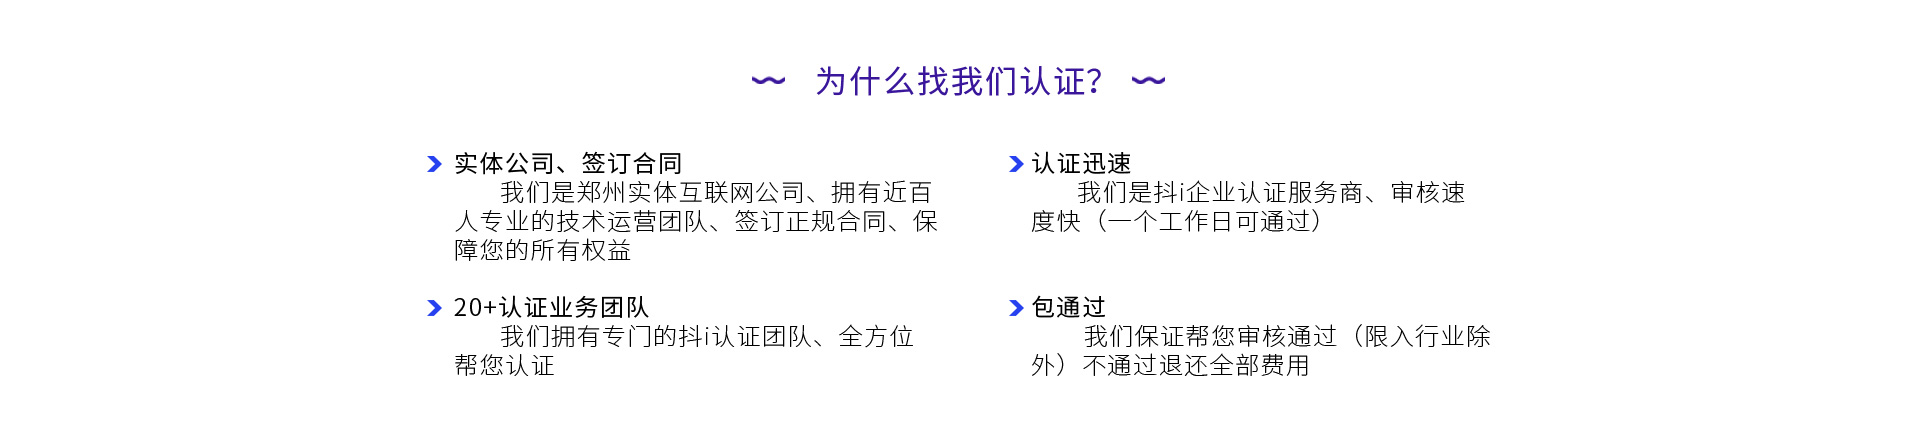 为什么找我们认证?
实体公司、签订合同
我们是郑州实体互联网公司、拥有近百
人专业的技术运营团队、签订正规合同、保
障您的所有权益
认证迅速
我们是抖i企业认证服务商、审核速
度快（一个工作日可通过）
20+认证业务团队
我们拥有专门的抖i认证团队、全方位
帮您认证
包通过
我们保证帮您审核通过（限入行业除
外）不通过退还全部费用